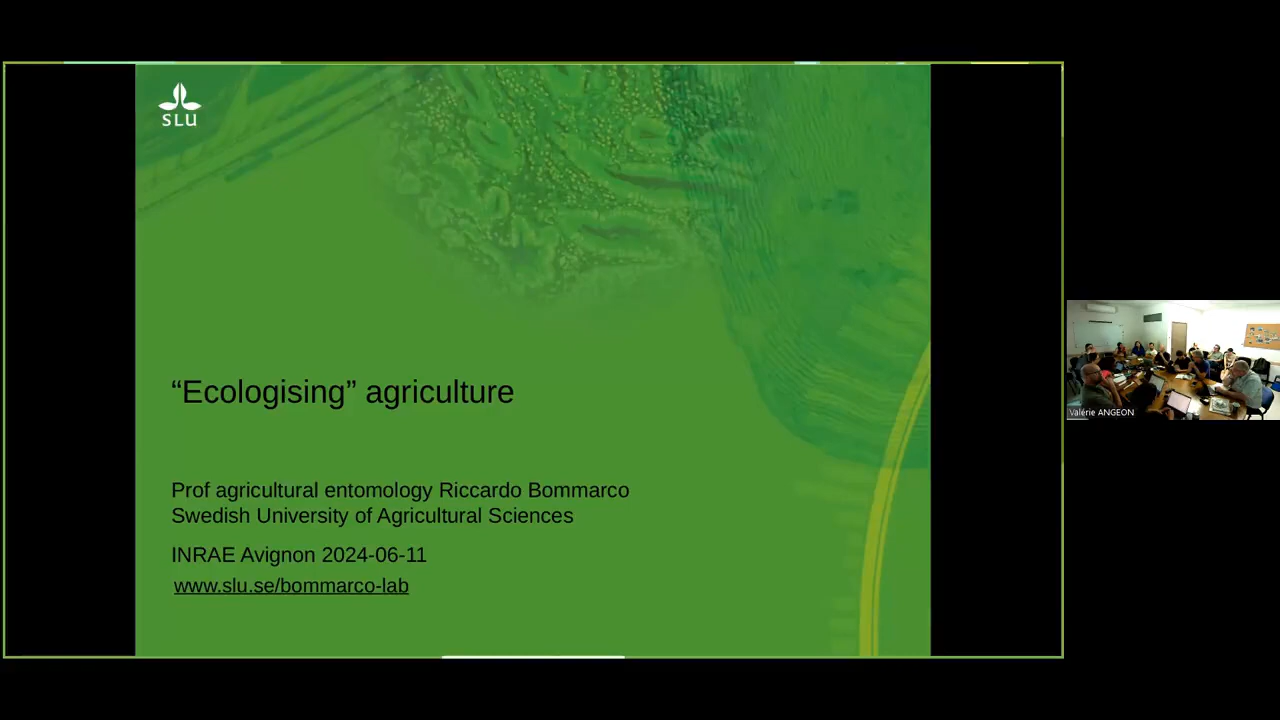 SLU
“Ecologising” agriculture
Prof agricultural entomology Riccardo Bommarco
Swedish University of Agricultural Sciences
INRAE Avignon 2024-06-11
www.slu.se/bommarco-lab
Valérie ANGEON